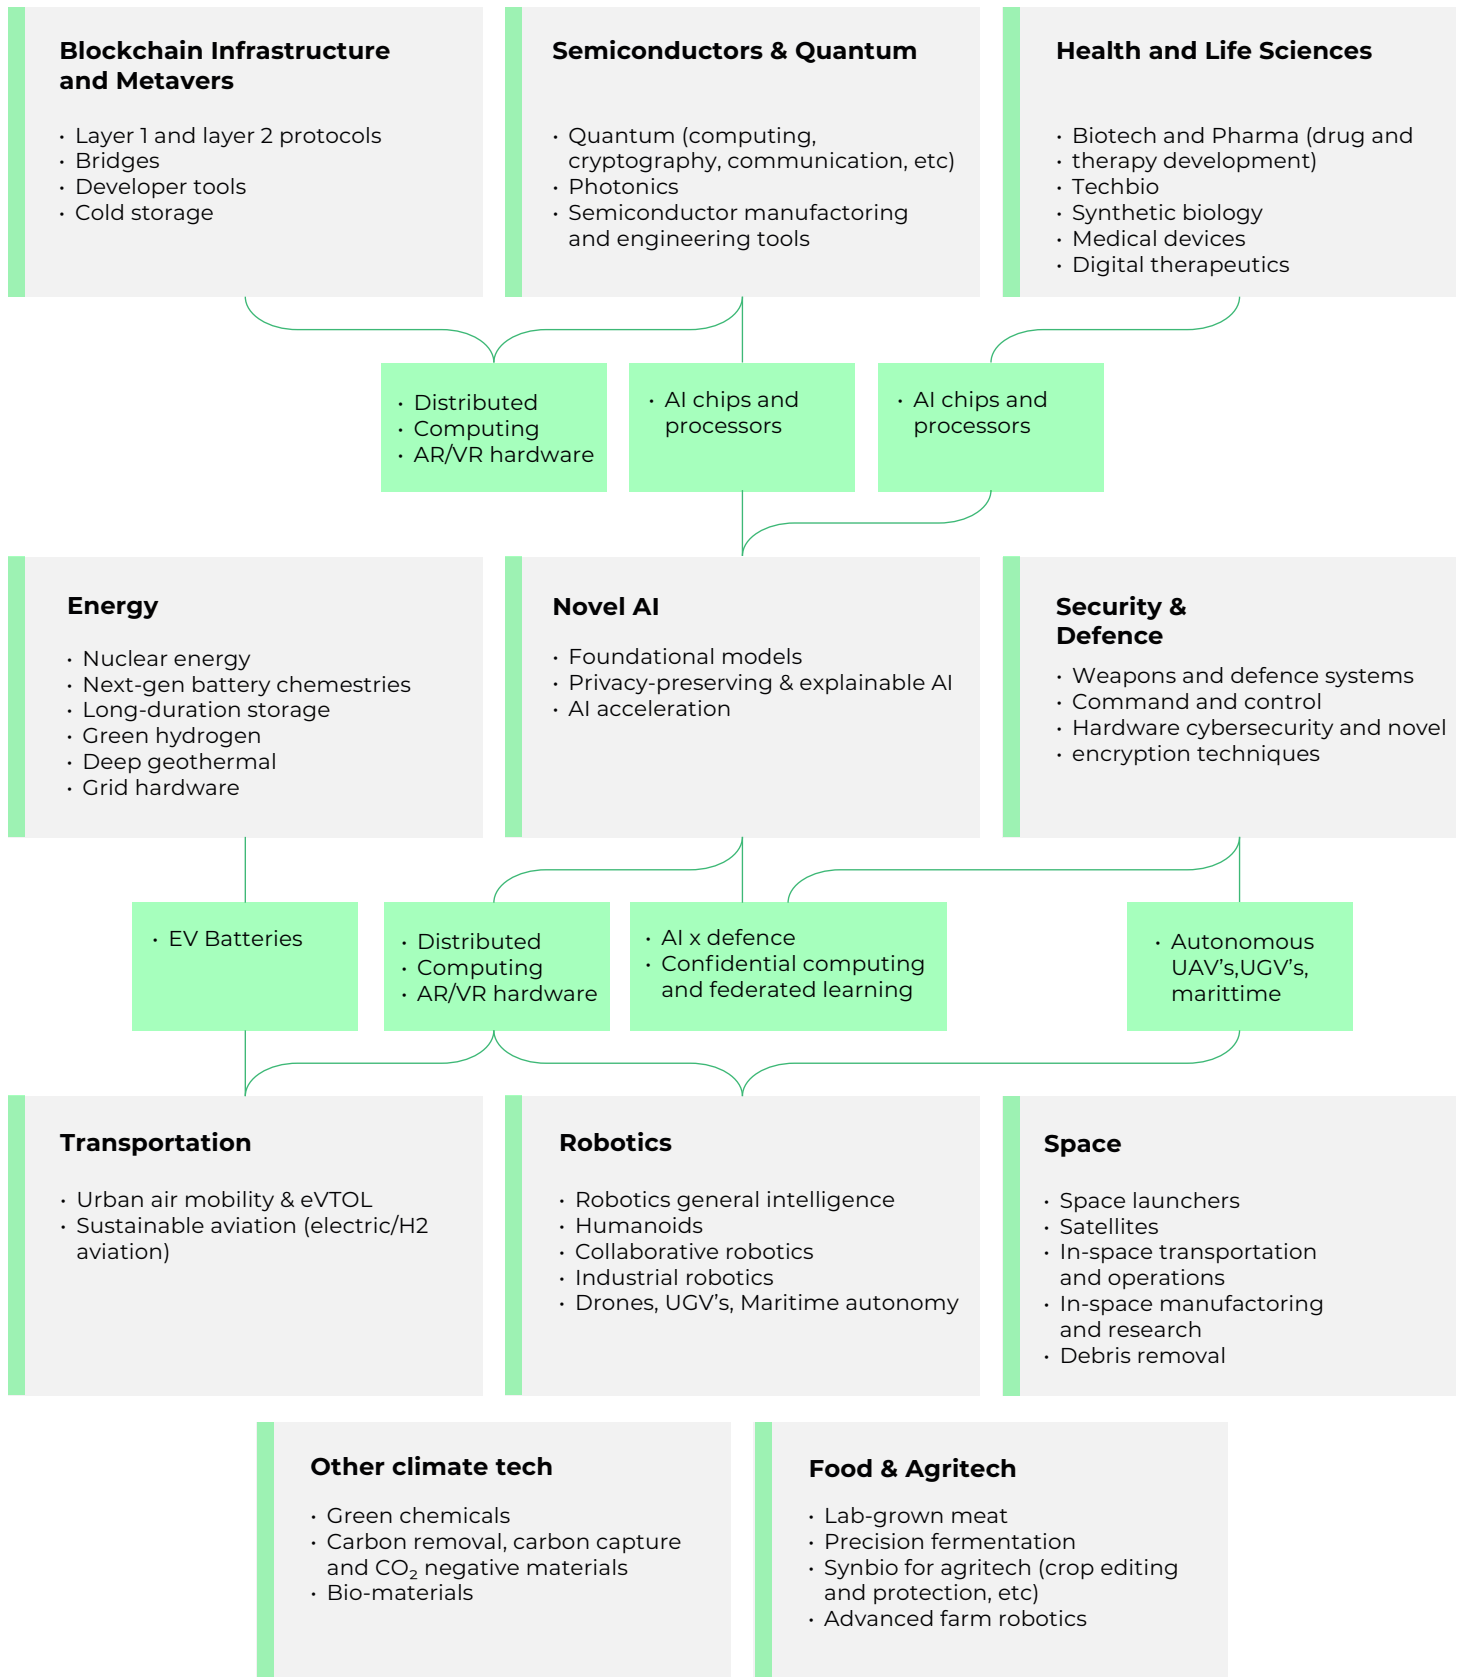 Blockchain Infrastructure
and Metavers
· Layer 1 and layer 2 protocols
· Bridges
· Developer tools
· Cold storage
Semiconductors & Quantum
· Quantum (computing,
cryptography, communication, etc)
· Photonics
· Semiconductor manufactoring
and engineering tools
Health and Life Sciences
· Biotech and Pharma (drug and
· therapy development)
· Techbio
· Synthetic biology
· Medical devices
· Digital therapeutics
· Distributed
· Computing
· AR/VR hardware
· AI chips and
processors
· AI chips and
processors
Energy
· Nuclear energy
· Next-gen battery chemestries
· Long-duration storage
· Green hydrogen
· Deep geothermal
· Grid hardware
Novel AI
· Foundational models
· Privacy-preserving & explainable AI
· AI acceleration
Security &
Defence
· Weapons and defence systems
· Command and control
· Hardware cybersecurity and novel
· encryption techniques
· EV Batteries
· Distributed
· Computing
· AR/VR hardware
· AI x defence
· Confidential computing
and federated learning
· Autonomous
UAV’s,UGV’s,
marittime
Transportation
· Urban air mobility & eVTOL
· Sustainable aviation (electric/H2
aviation)
Robotics
· Robotics general intelligence
· Humanoids
· Collaborative robotics
· Industrial robotics
· Drones, UGV’s, Maritime autonomy
Space
· Space launchers
· Satellites
· In-space transportation
and operations
· In-space manufactoring
and research
· Debris removal
Other climate tech
· Green chemicals
· Carbon removal, carbon capture
and CO₂ negative materials
· Bio-materials
Food & Agritech
· Lab-grown meat
· Precision fermentation
· Synbio for agritech (crop editing
and protection, etc)
· Advanced farm robotics